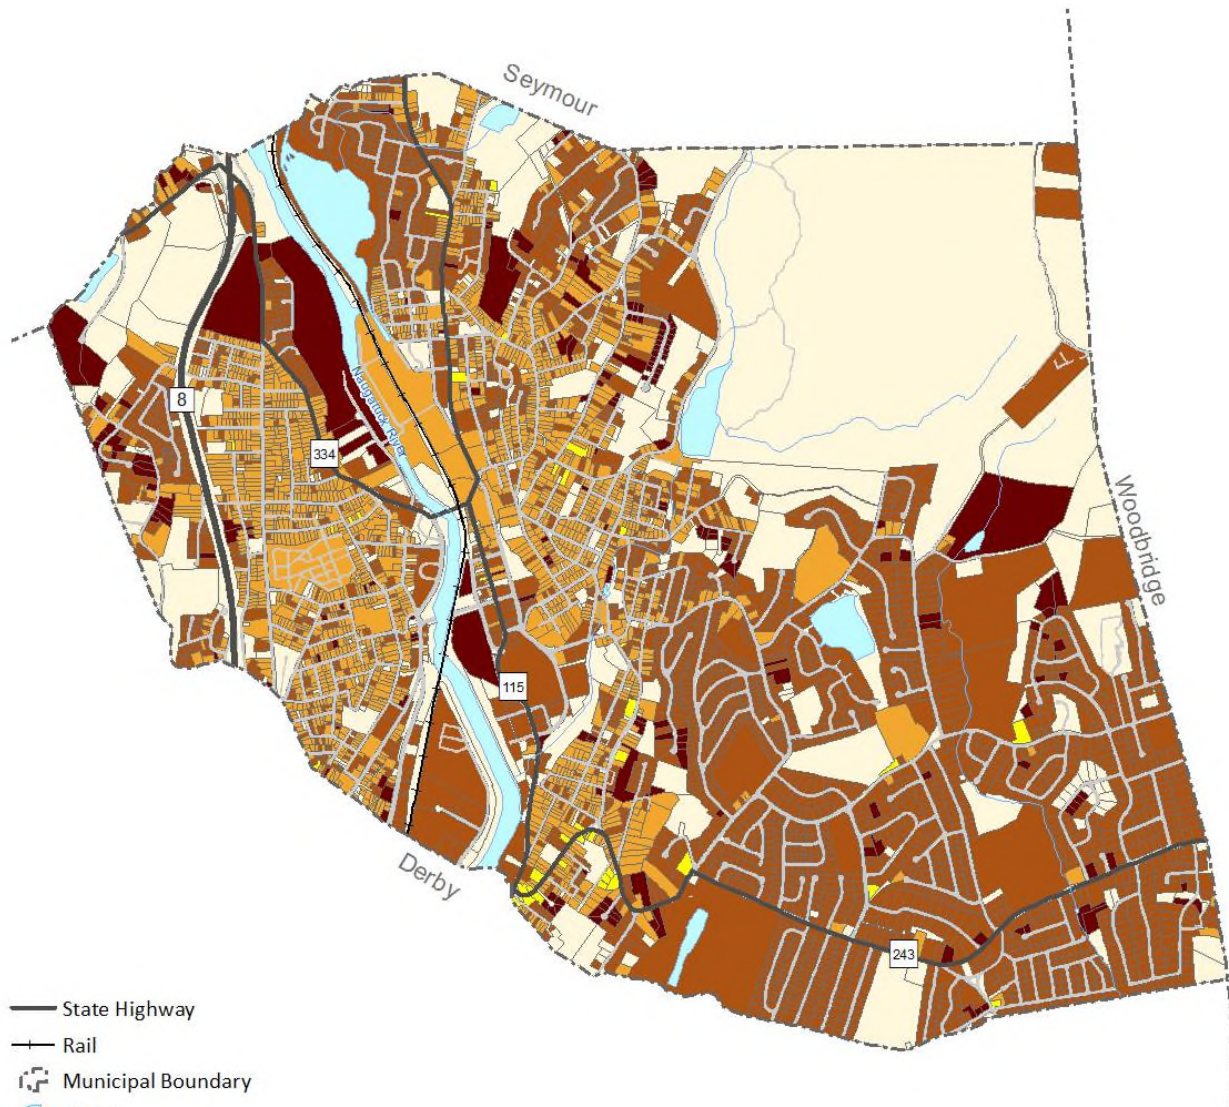 Seymour
8
Naugatuck River
334
Woodbridge
115
Derby
243
State Highway
Rail
Municipal Boundary